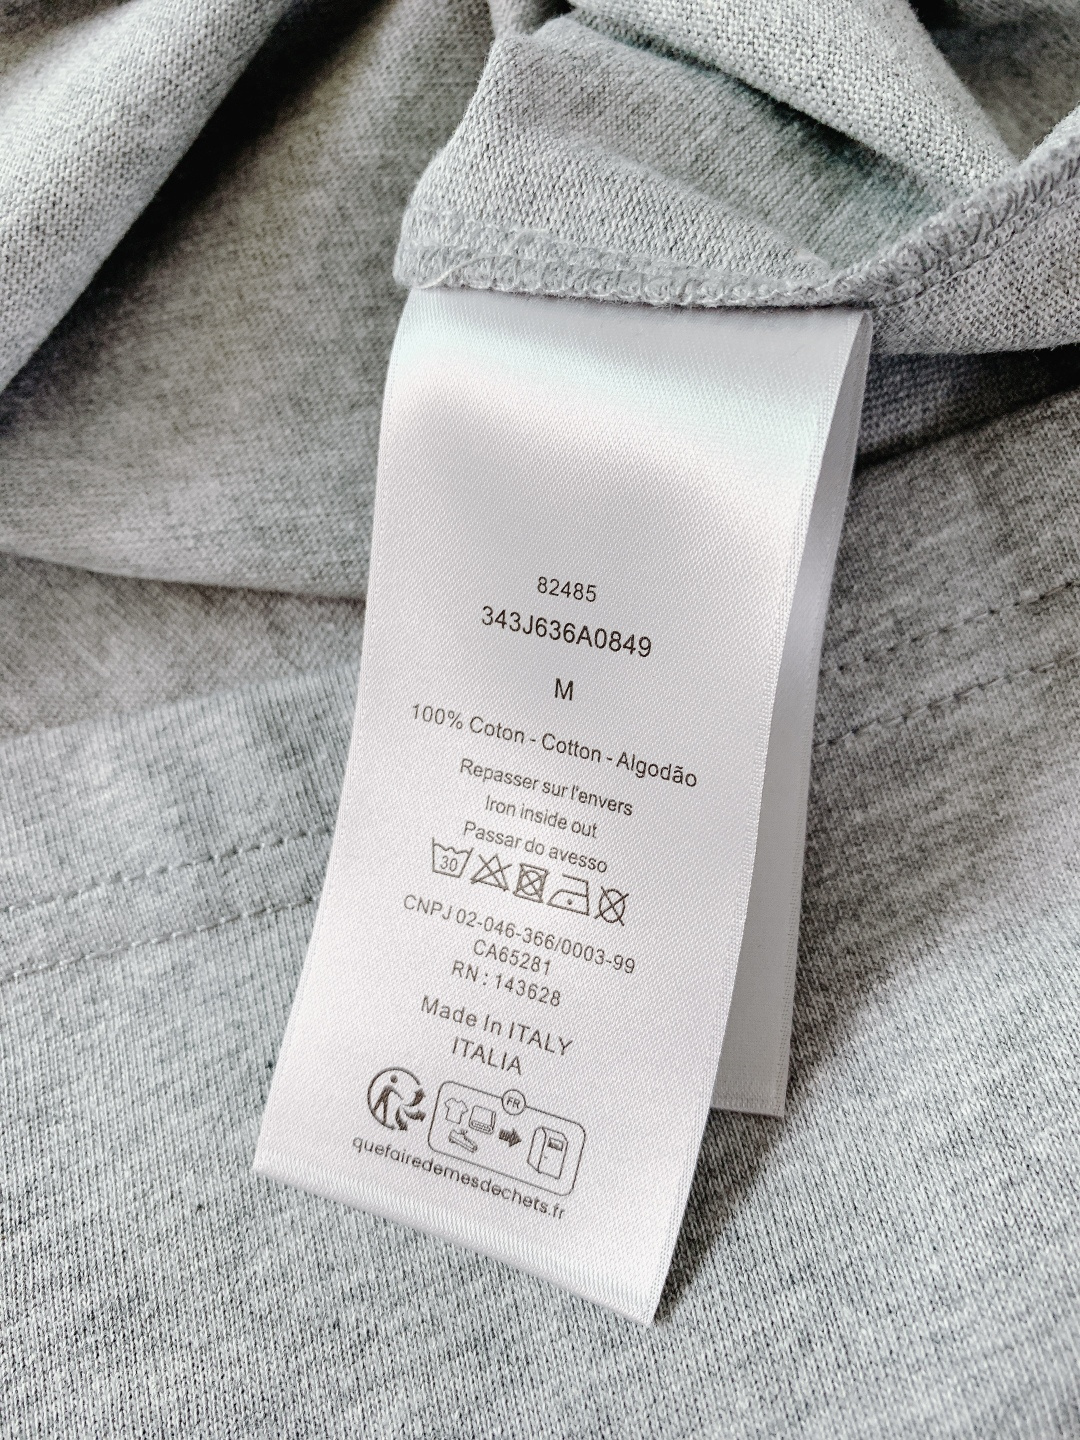 82485
343J636A0849
M
100% Coton - Cotton - Algodão
Repasser sur l'envers
Iron inside out
Passar do avesso
30
CNPJ 02-046-366/0003-99
CA65281
RN : 143628
Made In ITALY
ITALIA
FR
quefairedemesdechets.fr